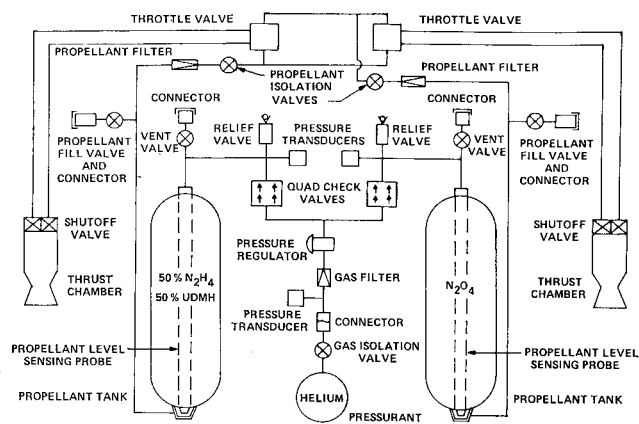 THROTTLE VALVE
THROTTLE VALVE
PROPELLANT FILTER
PROPELLANT
ISOLATION
VALVES
PROPELLANT FILTER
CONNECTOR
CONNECTOR
PROPELLANT
FILL VALVE
AND
CONNECTOR
VENT
VALVE
RELIEF
VALVE
PRESSURE
TRANSDUCERS
RELIEF
VALVE
VENT
VALVE
PROPELLANT
FILL VALVE
AND
CONNECTOR
QUAD CHECK
VALVES
SHUTOFF
VALVE
PRESSURE
REGULATOR
SHUTOFF
VALVE
THRUST
CHAMBER
50 % N2H4
50 % UDMH
GAS FILTER
N2O4
THRUST
CHAMBER
PRESSURE
TRANSDUCER
CONNECTOR
GAS ISOLATION
VALVE
PROPELLANT LEVEL
SENSING PROBE
PROPELLANT LEVEL
SENSING PROBE
PROPELLANT TANK
HELIUM
PRESSURANT
PROPELLANT TANK